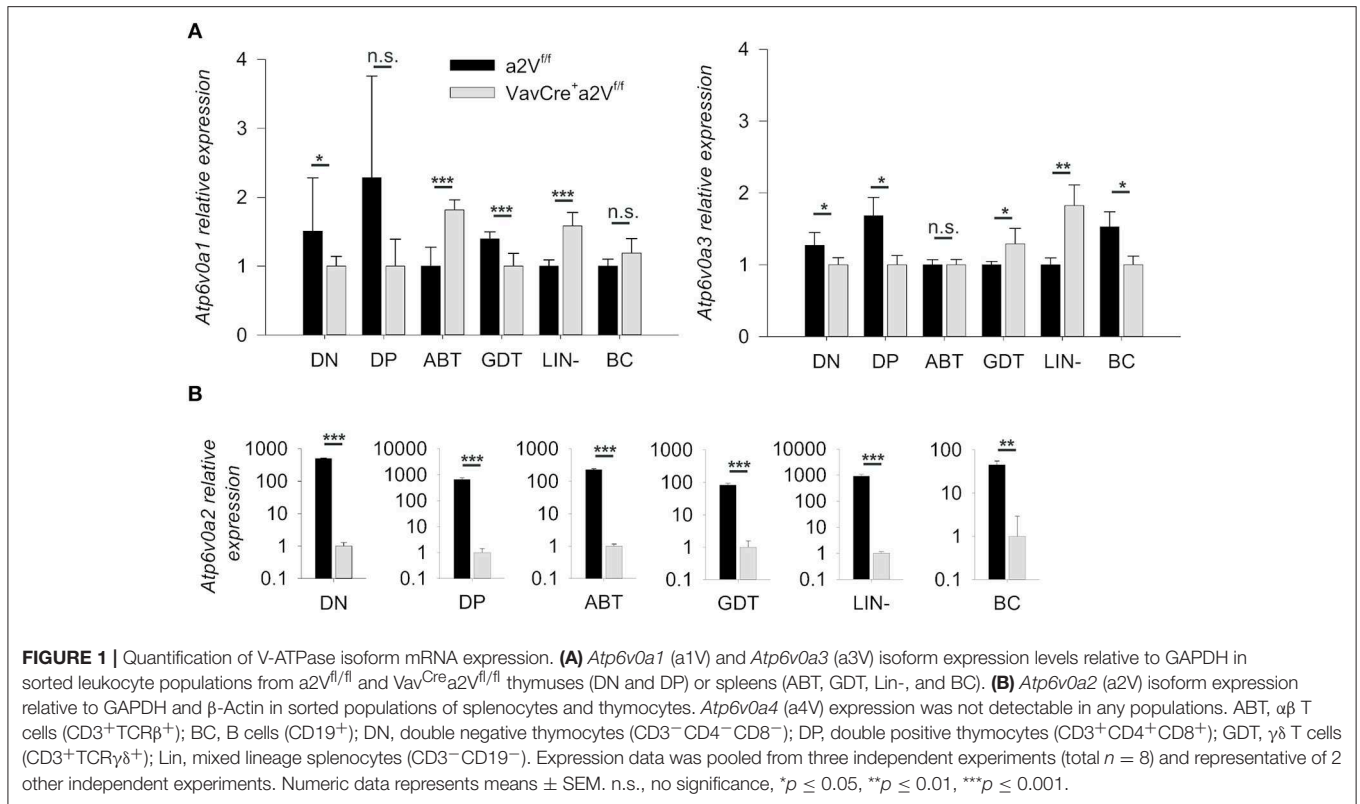 A
Atp6v0a1 relative expression
4
3
2
1
0
n.s.
a2V^f/f
VavCre⁺a2V^f/f
*
***
***
***
n.s.
DN DP ABT GDT LIN- BC
Atp6v0a3 relative expression
4
3
2
1
0
*
*
n.s.
*
**
*
DN DP ABT GDT LIN- BC
B
Atp6v0a2 relative
expression
1000
100
10
1
0.1
***
DN
10000
1000
100
10
1
0.1
***
DP
1000
100
10
1
0.1
***
ABT
1000
100
10
1
0.1
***
GDT
10000
1000
100
10
1
0.1
***
LIN-
100
10
1
0.1
**
BC
FIGURE 1 | Quantification of V-ATPase isoform mRNA expression. (A) Atp6v0a1 (a1V) and Atp6v0a3 (a3V) isoform expression levels relative to GAPDH in
sorted leukocyte populations from a2V^fl/fl and Vav^Cre a2V^fl/fl thymuses (DN and DP) or spleens (ABT, GDT, Lin-, and BC). (B) Atp6v0a2 (a2V) isoform expression
relative to GAPDH and β-Actin in sorted populations of splenocytes and thymocytes. Atp6v0a4 (a4V) expression was not detectable in any populations. ABT, αβ T
cells (CD3⁺TCRβ⁺); BC, B cells (CD19⁺); DN, double negative thymocytes (CD3⁻CD4⁻CD8⁻); DP, double positive thymocytes (CD3⁺CD4⁺CD8⁺); GDT, γδ T cells
(CD3⁺TCRγδ⁺); Lin, mixed lineage splenocytes (CD3⁻CD19⁻). Expression data was pooled from three independent experiments (total n = 8) and representative of 2
other independent experiments. Numeric data represents means ± SEM. n.s., no significance, *p ≤ 0.05, **p ≤ 0.01, ***p ≤ 0.001.